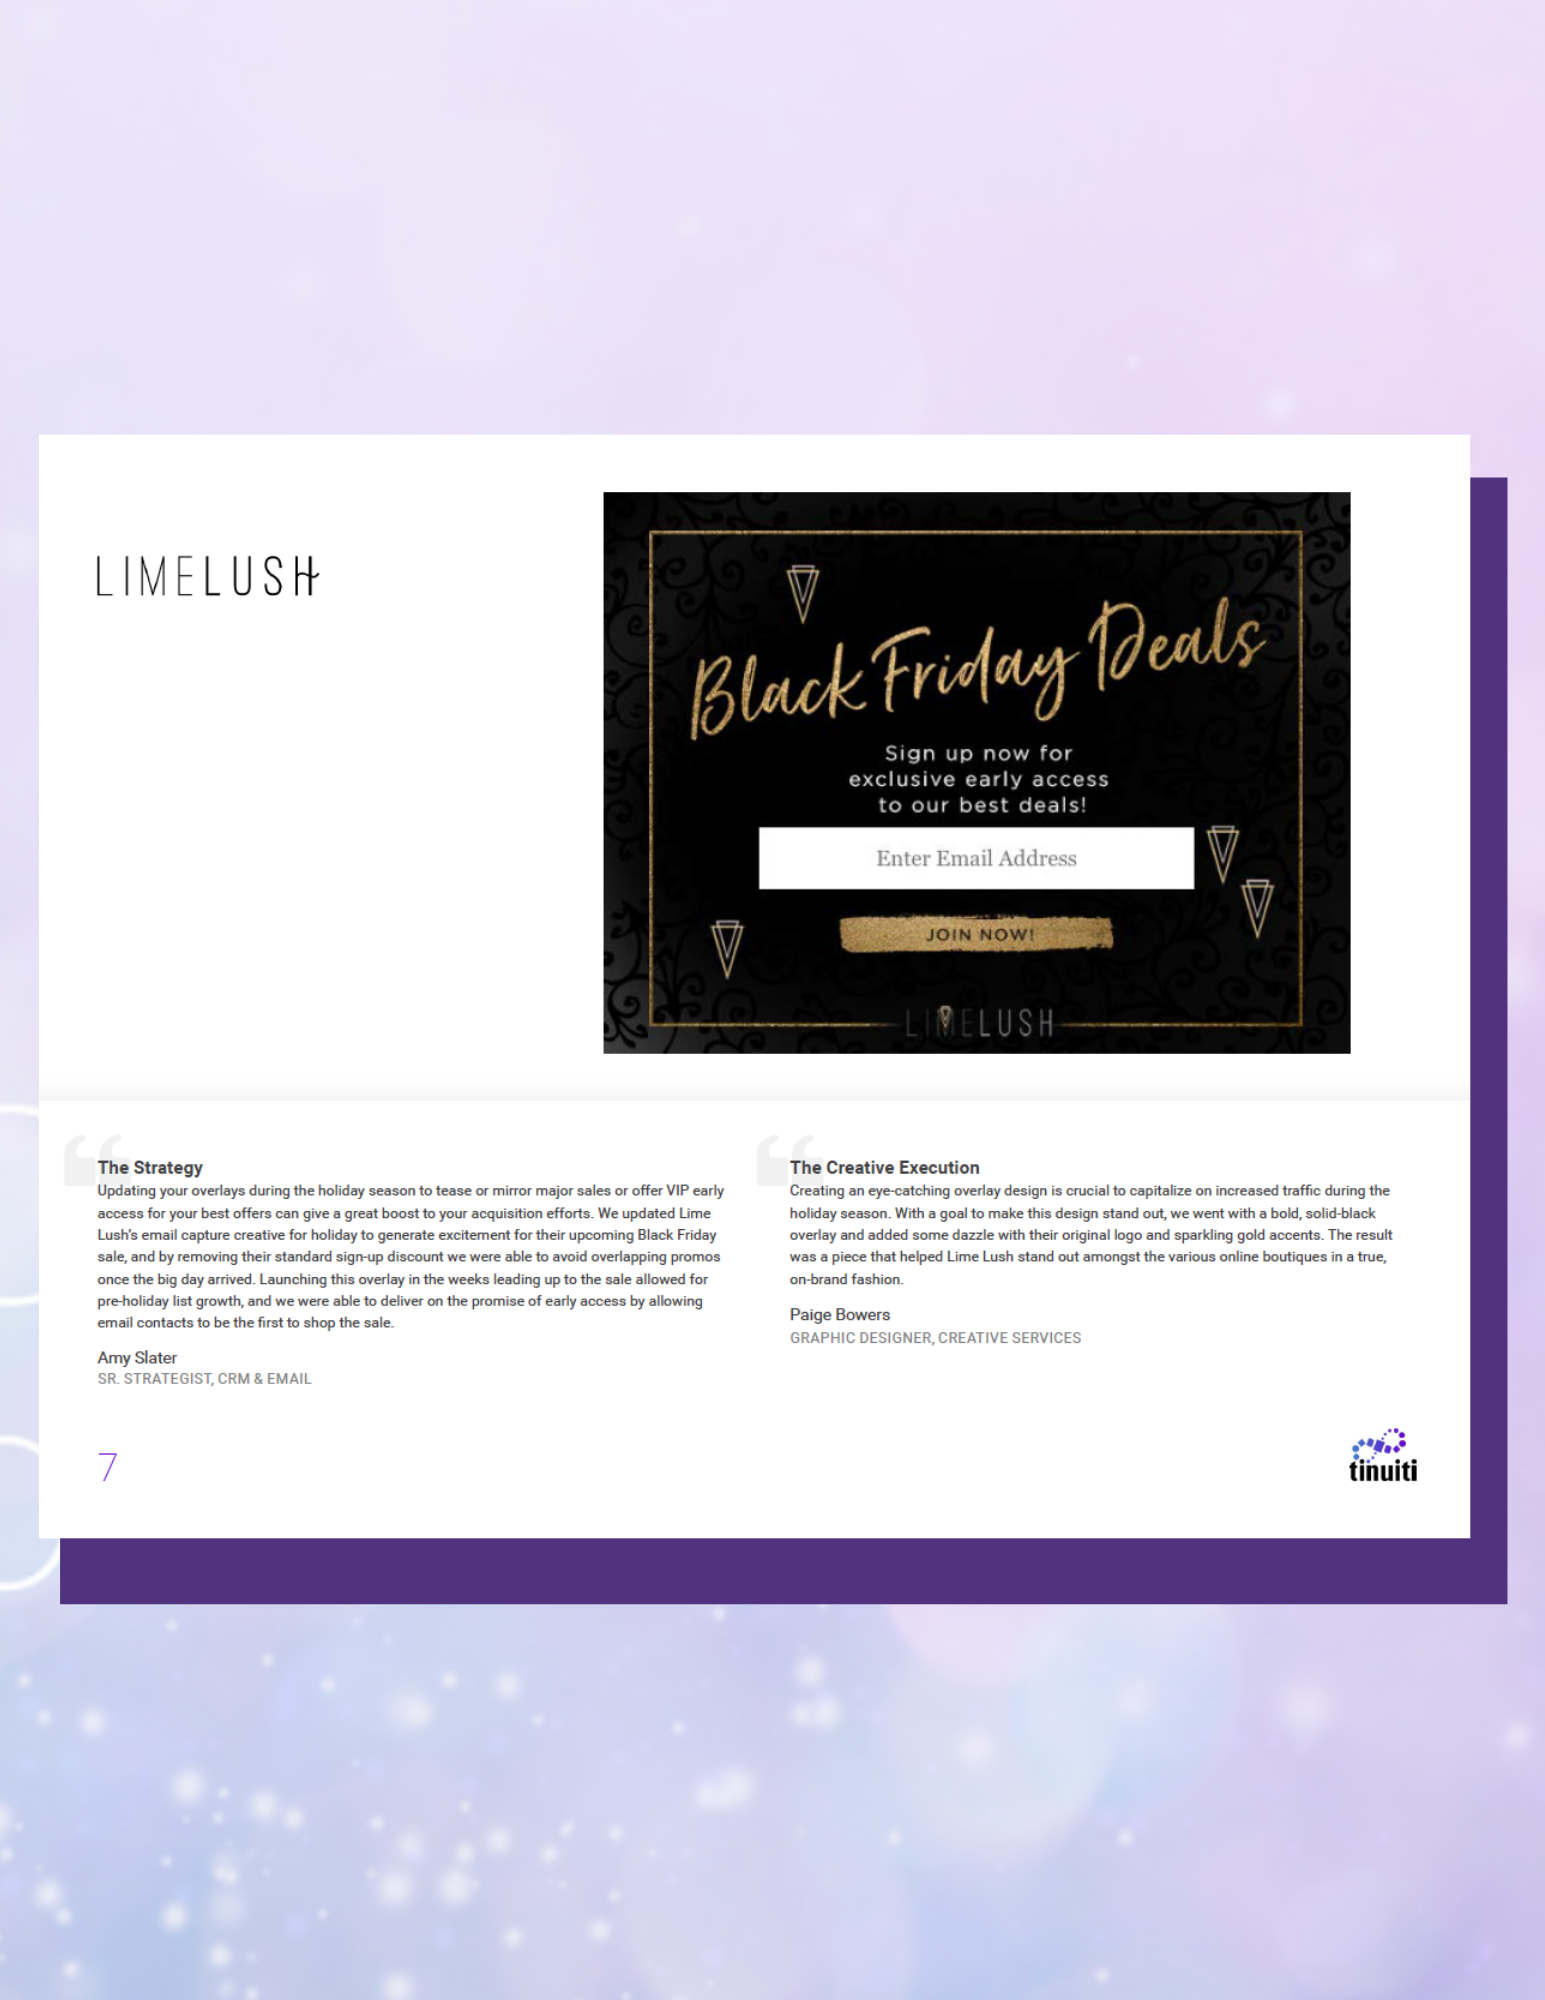 LIMELUSH
Black Friday Deals
Sign up now for
exclusive early access
to our best deals!
Enter Email Address
JOIN NOW!
LIMELUSH
The Strategy
Updating your overlays during the holiday season to tease or mirror major sales or offer VIP early
access for your best offers can give a great boost to your acquisition efforts. We updated Lime
Lush's email capture creative for holiday to generate excitement for their upcoming Black Friday
sale, and by removing their standard sign-up discount we were able to avoid overlapping promos
once the big day arrived. Launching this overlay in the weeks leading up to the sale allowed for
pre-holiday list growth, and we were able to deliver on the promise of early access by allowing
email contacts to be the first to shop the sale.
Amy Slater
SR. STRATEGIST, CRM & EMAIL
The Creative Execution
Creating an eye-catching overlay design is crucial to capitalize on increased traffic during the
holiday season. With a goal to make this design stand out, we went with a bold, solid-black
overlay and added some dazzle with their original logo and sparkling gold accents. The result
was a piece that helped Lime Lush stand out amongst the various online boutiques in a true,
on-brand fashion.
Paige Bowers
GRAPHIC DESIGNER, CREATIVE SERVICES
7
tinuiti